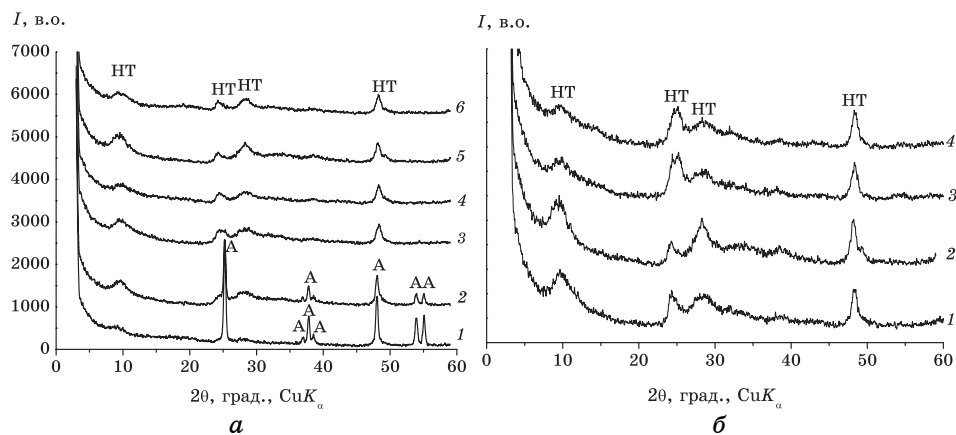 I, в.о.
7000
6000
5000
4000
3000
2000
1000
0
НТ
НТ НТ
НТ
6
5
4
3
A
A
A
A A
2
A
A
A
1
0 10 20 30 40 50 60
2θ, град., CuKα
а
I, в.о.
НТ
НТ
НТ
НТ
4
3
2
1
0 10 20 30 40 50 60
2θ, град., CuKα
б